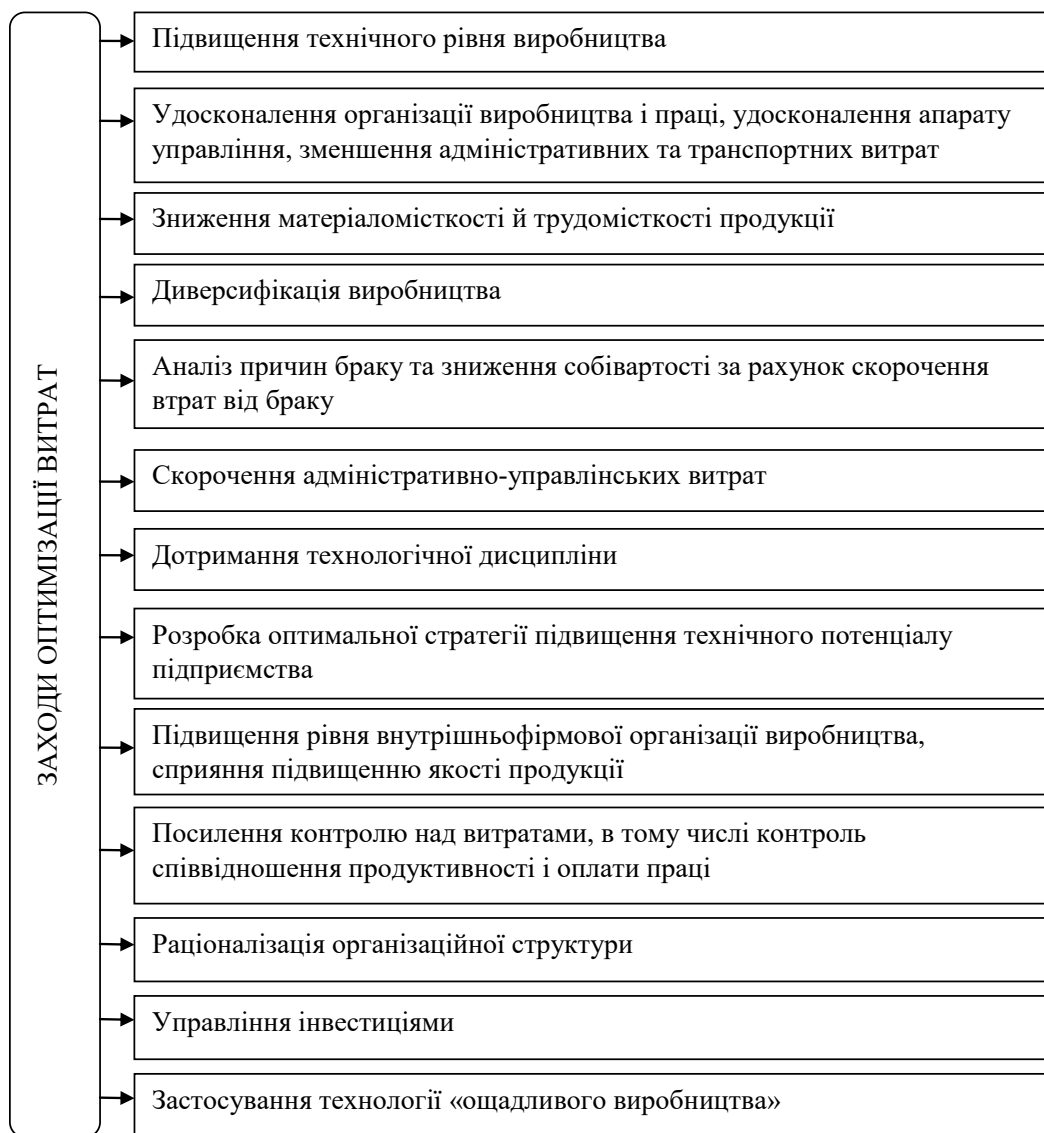 ЗАХОДИ ОПТИМІЗАЦІЇ ВИТРАТ
Підвищення технічного рівня виробництва
Удосконалення організації виробництва і праці, удосконалення апарату
управління, зменшення адміністративних та транспортних витрат
Зниження матеріаломісткості й трудомісткості продукції
Диверсифікація виробництва
Аналіз причин браку та зниження собівартості за рахунок скорочення
втрат від браку
Скорочення адміністративно-управлінських витрат
Дотримання технологічної дисципліни
Розробка оптимальної стратегії підвищення технічного потенціалу
підприємства
Підвищення рівня внутрішньофірмової організації виробництва,
сприяння підвищенню якості продукції
Посилення контролю над витратами, в тому числі контроль
співвідношення продуктивності і оплати праці
Раціоналізація організаційної структури
Управління інвестиціями
Застосування технології «ощадливого виробництва»